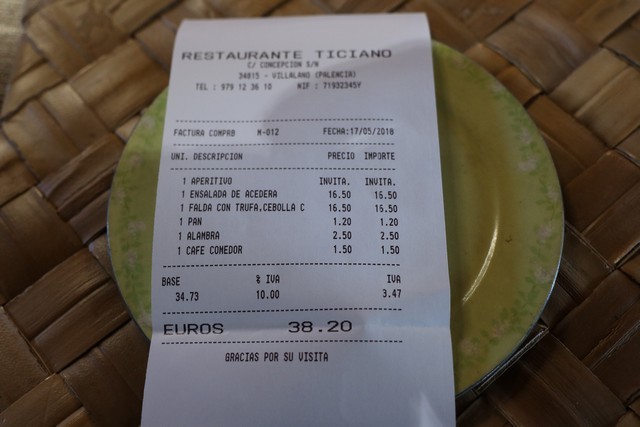 RESTAURANTE TICIANO
C/ CONCEPCION S/N
34815 - VILLALANO (PALENCIA)
TEL : 979 12 36 10 NIF : 71932345Y
FACTURA COMPRB M-012 FECHA:17/05/2018
UNI. DESCRIPCION PRECIO IMPORTE
1 APERITIVO INVITA. INVITA.
1 ENSALADA DE ACEDERA 16.50 16.50
1 FALDA CON TRUFA,CEBOLLA C 16.50 16.50
1 PAN 1.20 1.20
1 ALAMBRA 2.50 2.50
1 CAFE COMEDOR 1.50 1.50
BASE % IVA IVA
34.73 10.00 3.47
EUROS 38.20
GRACIAS POR SU VISITA